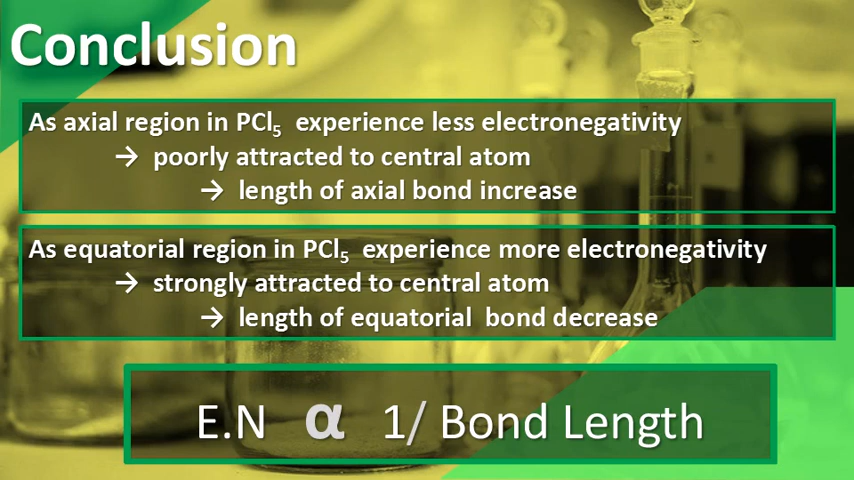 Conclusion
As axial region in PCl₅ experience less electronegativity
→ poorly attracted to central atom
→ length of axial bond increase
As equatorial region in PCl₅ experience more electronegativity
→ strongly attracted to central atom
→ length of equatorial bond decrease
E.N α 1/ Bond Length